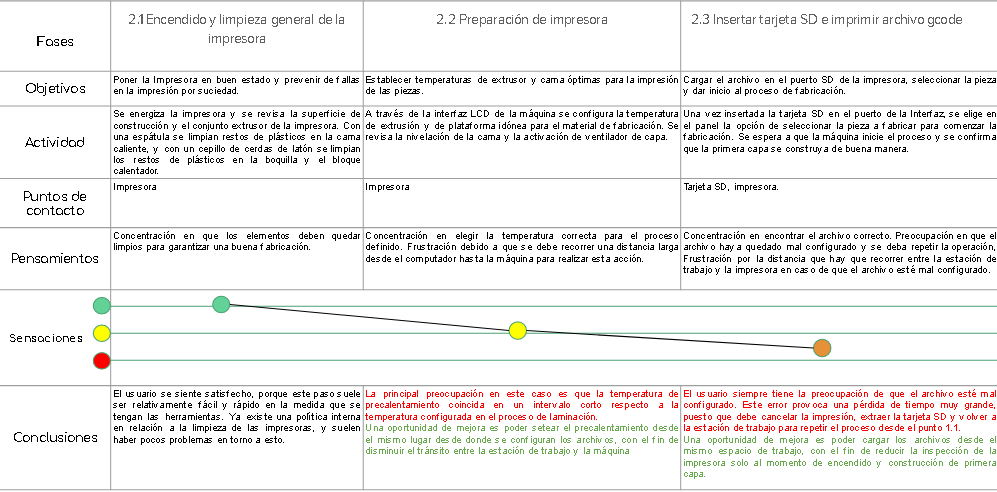 Fases
2.1 Encendido y limpieza general de la
impresora
2.2 Preparación de impresora
2.3 Insertar tarjeta SD e imprimir archivo gcode
Objetivos
Poner la Impresora en buen estado y prevenir de fallas
en la impresión por suciedad.
Establecer temperaturas de extrusor y cama óptimas para la impresión
de las piezas.
Cargar el archivo en el puerto SD de la impresora, seleccionar la pieza
y dar inicio al proceso de fabricación.
Actividad
Se energiza la impresora y se revisa la superficie de
construcción y el conjunto extrusor de la impresora. Con
una espátula se limpian restos de plásticos en la cama
caliente, y con un cepillo de cerdas de latón se limpian
los restos de plásticos en la boquilla y el bloque
calentador.
A través de la interfaz LCD de la máquina se configura la temperatura
de extrusión y de plataforma idónea para el material de fabricación. Se
revisa la nivelación de la cama y la activación de ventilador de capa.
Una vez insertada la tarjeta SD en el puerto de la Interfaz, se elige en
el panel la opción de seleccionar la pieza a fabricar para comenzar la
fabricación. Se espera a que la máquina inicie el proceso y se confirma
que la primera capa se construya de buena manera.
Puntos de
contacto
Impresora
Impresora
Tarjeta SD, impresora.
Pensamientos
Concentración en que los elementos deben quedar
limpios para garantizar una buena fabricación.
Concentración en elegir la temperatura correcta para el proceso
definido. Frustración debido a que se debe recorrer una distancia larga
desde el computador hasta la máquina para realizar esta acción.
Concentración en encontrar el archivo correcto. Preocupación en que el
archivo haya quedado mal configurado y se deba repetir la operación,
Frustración por la distancia que hay que recorrer entre la estación de
trabajo y la impresora en caso de que el archivo esté mal configurado.
Sensaciones
Conclusiones
El usuario se siente satisfecho, porque este paso suele
ser relativamente fácil y rápido en la medida que se
tengan las herramientas. Ya existe una política interna
en relación a la limpieza de las impresoras, y suelen
haber pocos problemas en torno a esto.
La principal preocupación en este caso es que la temperatura de
precalentamiento coincida en un intervalo corto respecto a la
temperatura configurada en el proceso de laminación.
Una oportunidad de mejora es poder setear el precalentamiento desde
el mismo lugar desde donde se configuran los archivos, con el fin de
disminuir el tránsito entre la estación de trabajo y la máquina
El usuario siempre tiene la preocupación de que el archivo esté mal
configurado. Este error provoca una pérdida de tiempo muy grande,
puesto que debe cancelar la impresión, extraer la tarjeta SD y volver a
la estación de trabajo para repetir el proceso desde el punto 1.1.
Una oportunidad de mejora es poder cargar los archivos desde el
mismo espacio de trabajo, con el fin de reducir la inspección de la
impresora solo al momento de encendido y construcción de primera
capa.